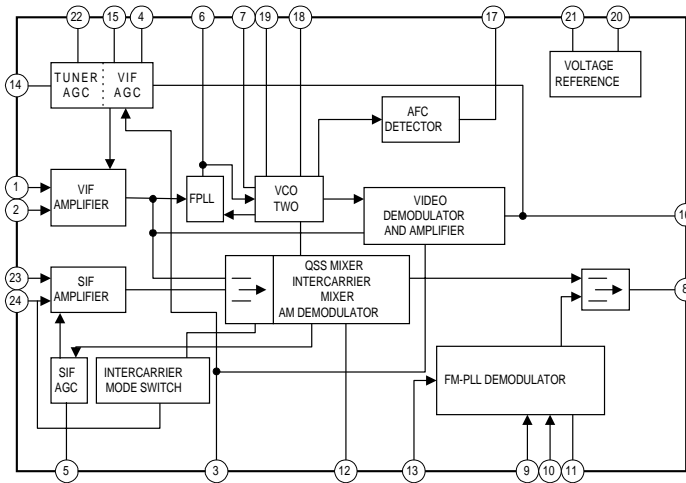 22 15 4 6 7 19 18 17 21 20
14
TUNER AGC
VIF AGC
VOLTAGE
REFERENCE
AFC
DETECTOR
1
2
VIF
AMPLIFIER
FPLL
VCO
TWO
VIDEO
DEMODULATOR
AND AMPLIFIER
23
24
SIF
AMPLIFIER
QSS MIXER
INTERCARRIER
MIXER
AM DEMODULATOR
8
SIF
AGC
INTERCARRIER
MODE SWITCH
FM-PLL DEMODULATOR
5 3 12 13 9 10 11